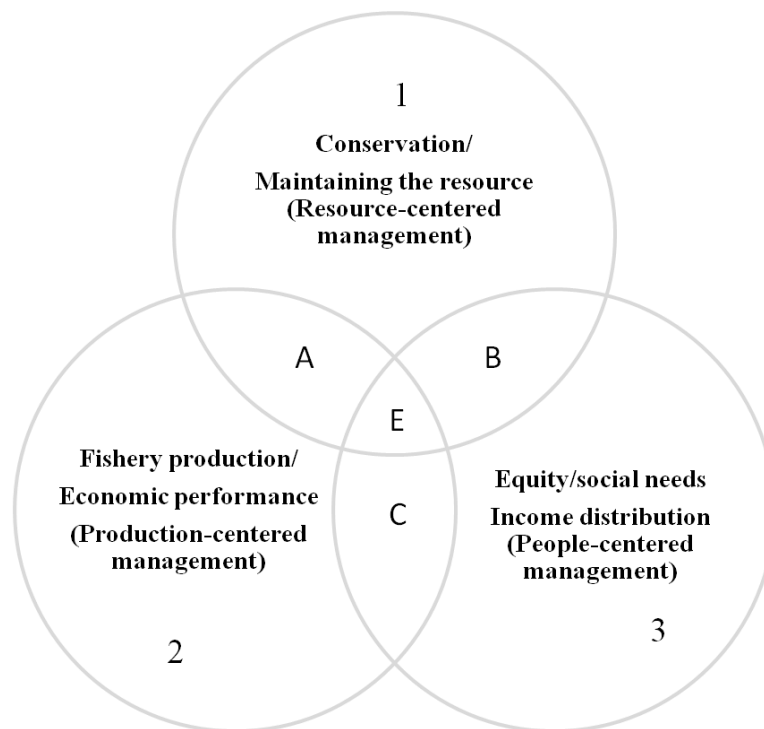 1
Conservation/
Maintaining the resource
(Resource-centered
management)
A
B
E
Fishery production/
Economic performance
(Production-centered
management)
C
Equity/social needs
Income distribution
(People-centered
management)
2
3